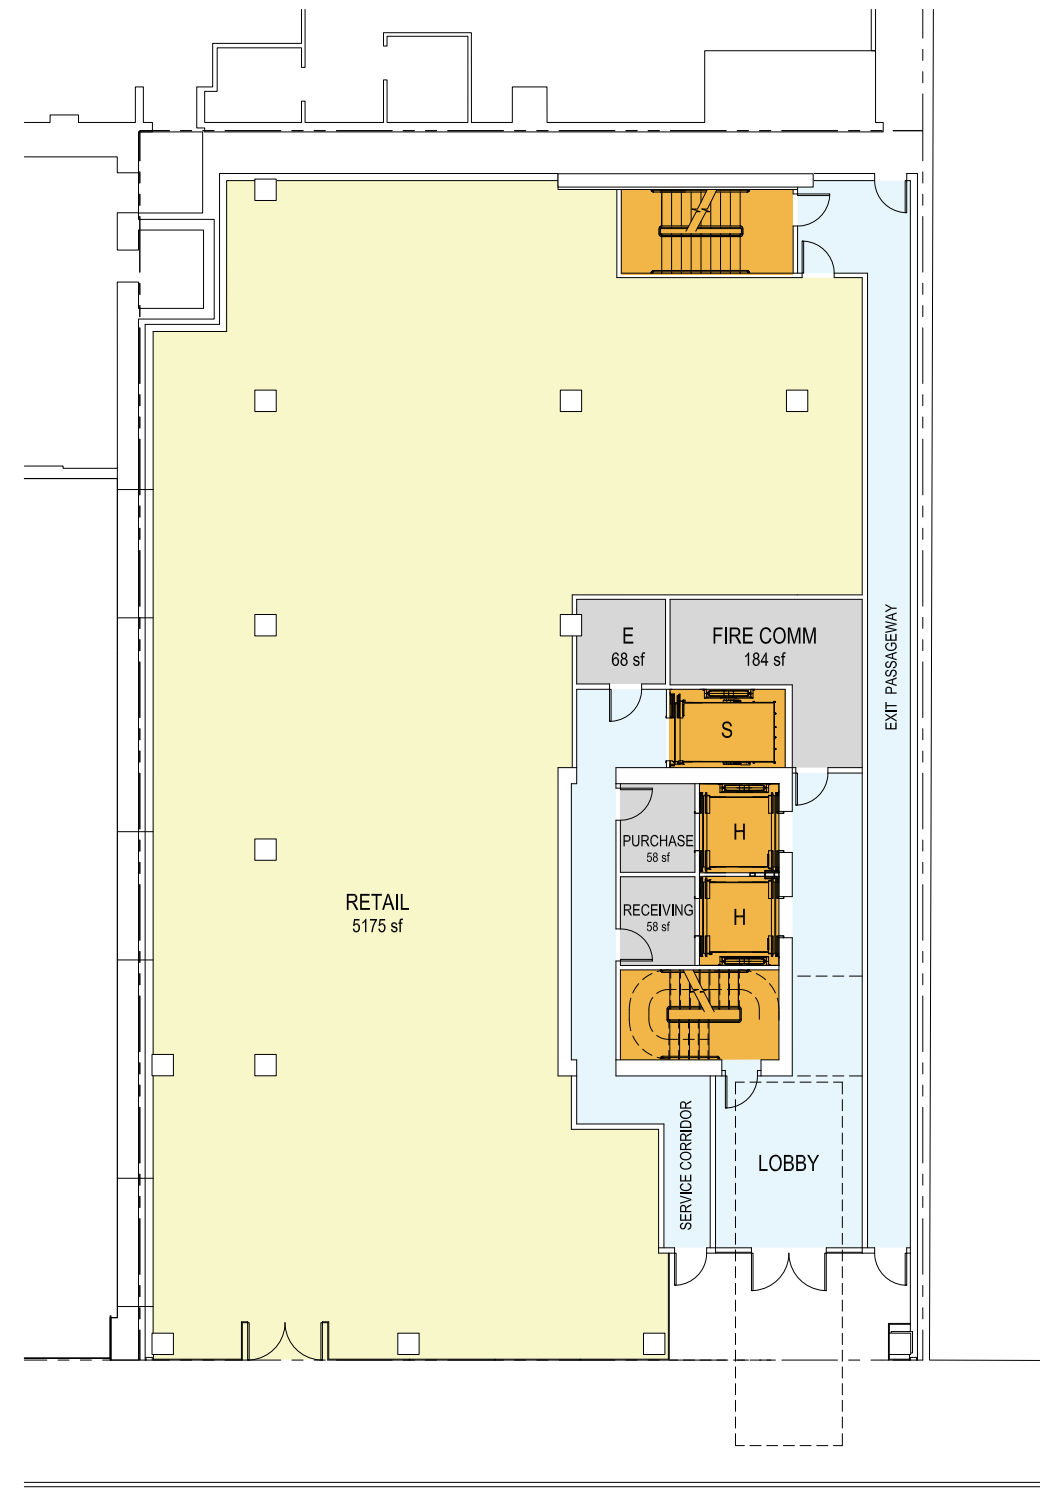 E
68 sf
FIRE COMM
184 sf
EXIT PASSAGEWAY
S
H
PURCHASE
58 sf
RETAIL
5175 sf
RECEIVING
58 sf
H
SERVICE CORRIDOR
LOBBY